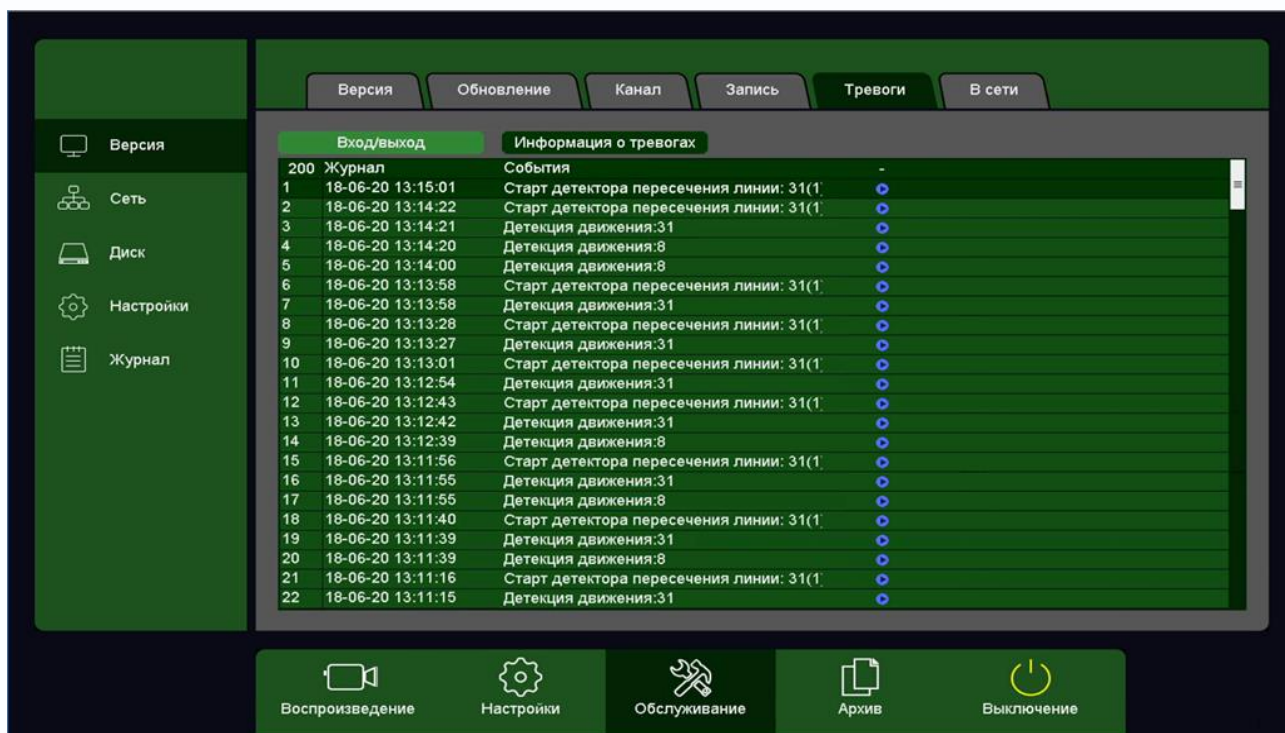 Версия Обновление Канал Запись Тревоги В сети
Версия
Сеть
Диск
Настройки
Журнал
Вход/выход Информация о тревогах
200 Журнал События -
1 18-06-20 13:15:01 Старт детектора пересечения линии: 31(1
2 18-06-20 13:14:22 Старт детектора пересечения линии: 31(1
3 18-06-20 13:14:21 Детекция движения:31
4 18-06-20 13:14:20 Детекция движения:8
5 18-06-20 13:14:00 Детекция движения:8
6 18-06-20 13:13:58 Старт детектора пересечения линии: 31(1
7 18-06-20 13:13:58 Детекция движения:31
8 18-06-20 13:13:28 Старт детектора пересечения линии: 31(1
9 18-06-20 13:13:27 Детекция движения:31
10 18-06-20 13:13:01 Старт детектора пересечения линии: 31(1
11 18-06-20 13:12:54 Детекция движения:31
12 18-06-20 13:12:43 Старт детектора пересечения линии: 31(1
13 18-06-20 13:12:42 Детекция движения:31
14 18-06-20 13:12:39 Детекция движения:8
15 18-06-20 13:11:56 Старт детектора пересечения линии: 31(1
16 18-06-20 13:11:55 Детекция движения:31
17 18-06-20 13:11:55 Детекция движения:8
18 18-06-20 13:11:40 Старт детектора пересечения линии: 31(1
19 18-06-20 13:11:39 Детекция движения:31
20 18-06-20 13:11:39 Детекция движения:8
21 18-06-20 13:11:16 Старт детектора пересечения линии: 31(1
22 18-06-20 13:11:15 Детекция движения:31
Воспроизведение Настройки Обслуживание Архив Выключение